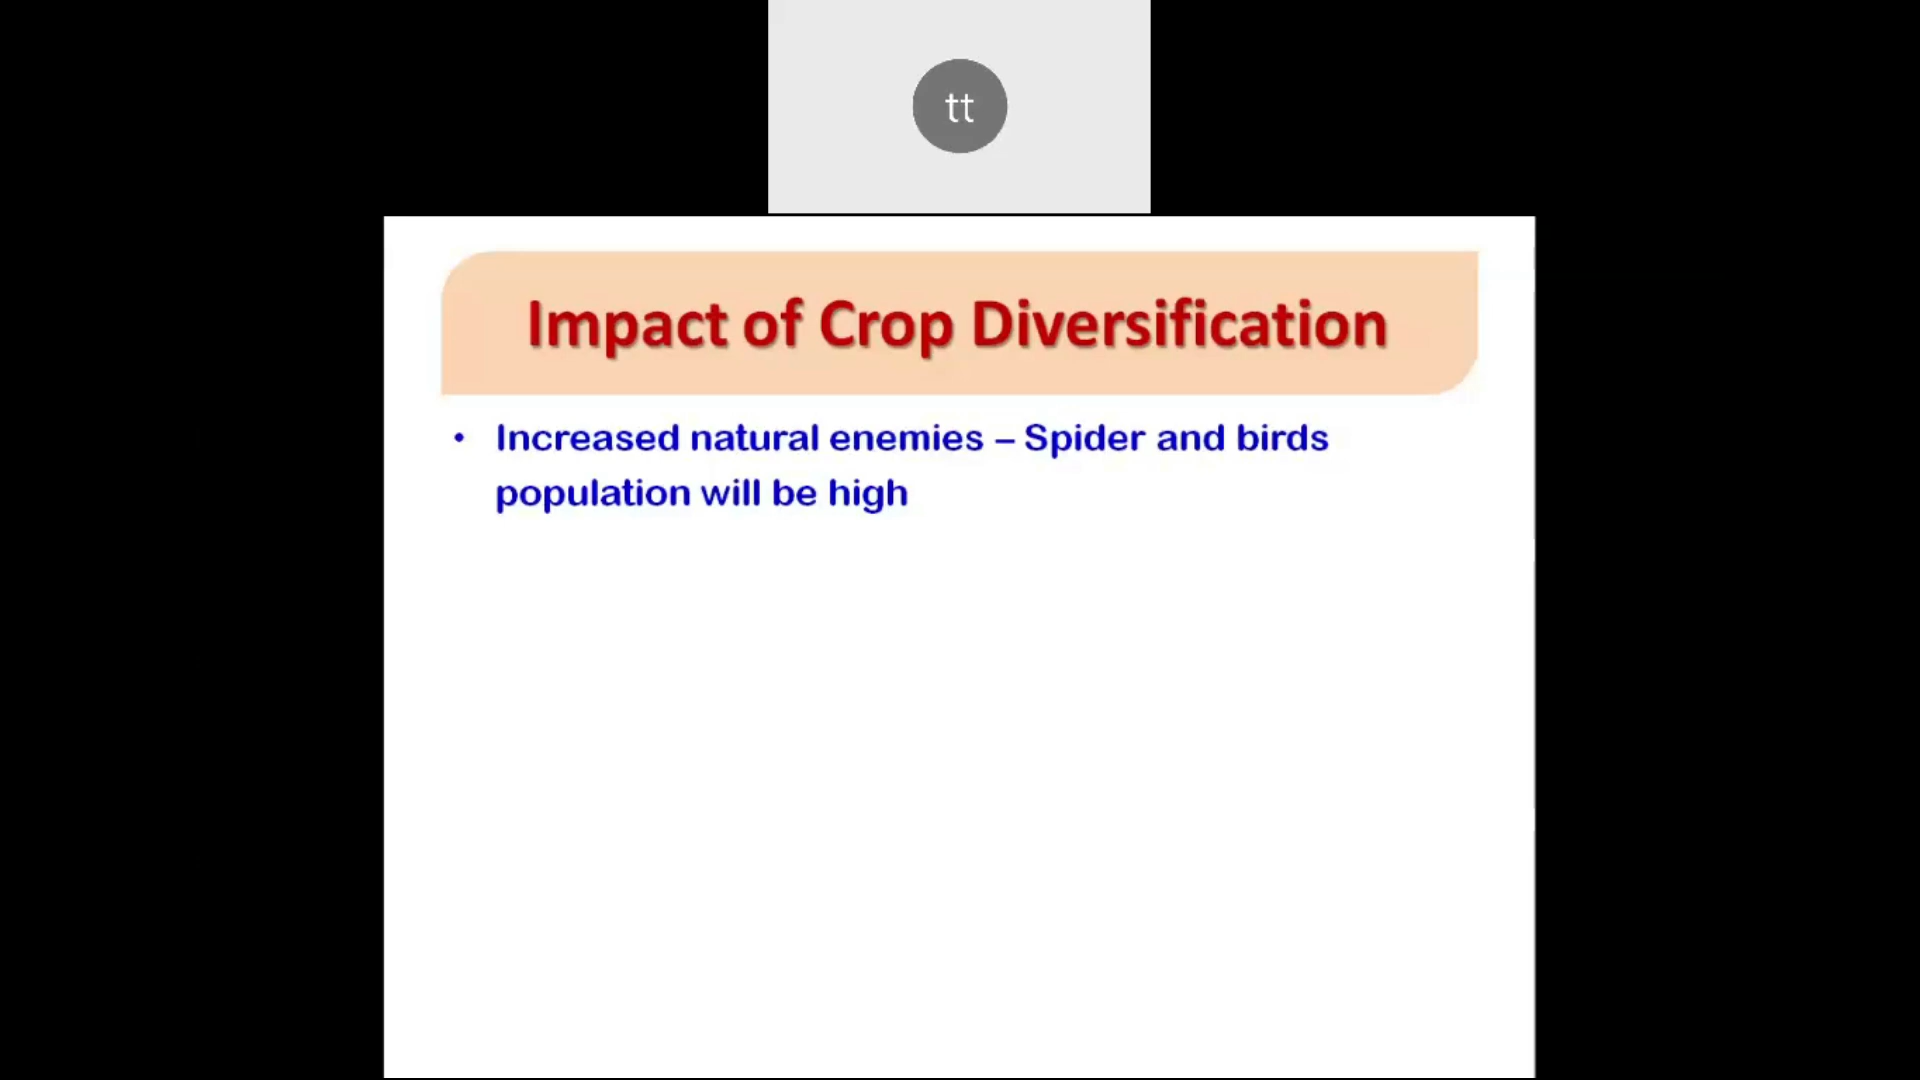 tt
Impact of Crop Diversification
• Increased natural enemies – Spider and birds
population will be high